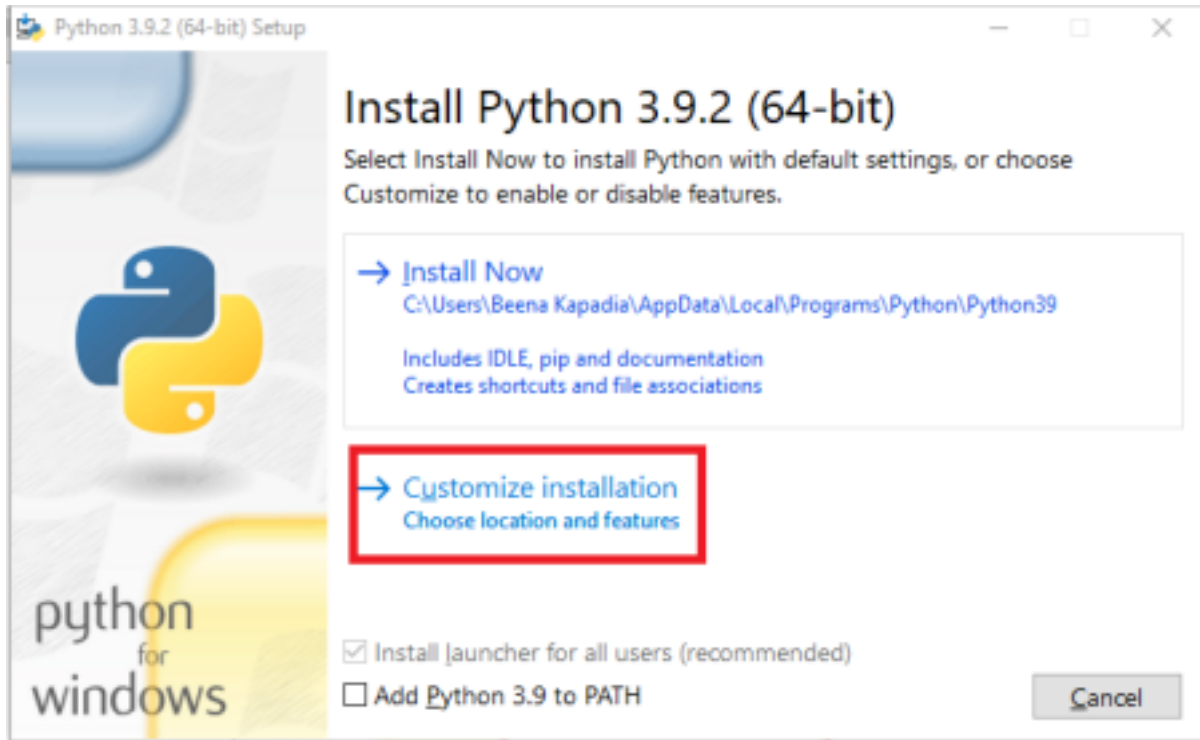 Python 3.9.2 (64-bit) Setup
Install Python 3.9.2 (64-bit)
Select Install Now to install Python with default settings, or choose
Customize to enable or disable features.
Install Now
C:\Users\Beena Kapadia\AppData\Local\Programs\Python\Python39
Includes IDLE, pip and documentation
Creates shortcuts and file associations
Customize installation
Choose location and features
python
for
windows
Install launcher for all users (recommended)
Add Python 3.9 to PATH
Cancel